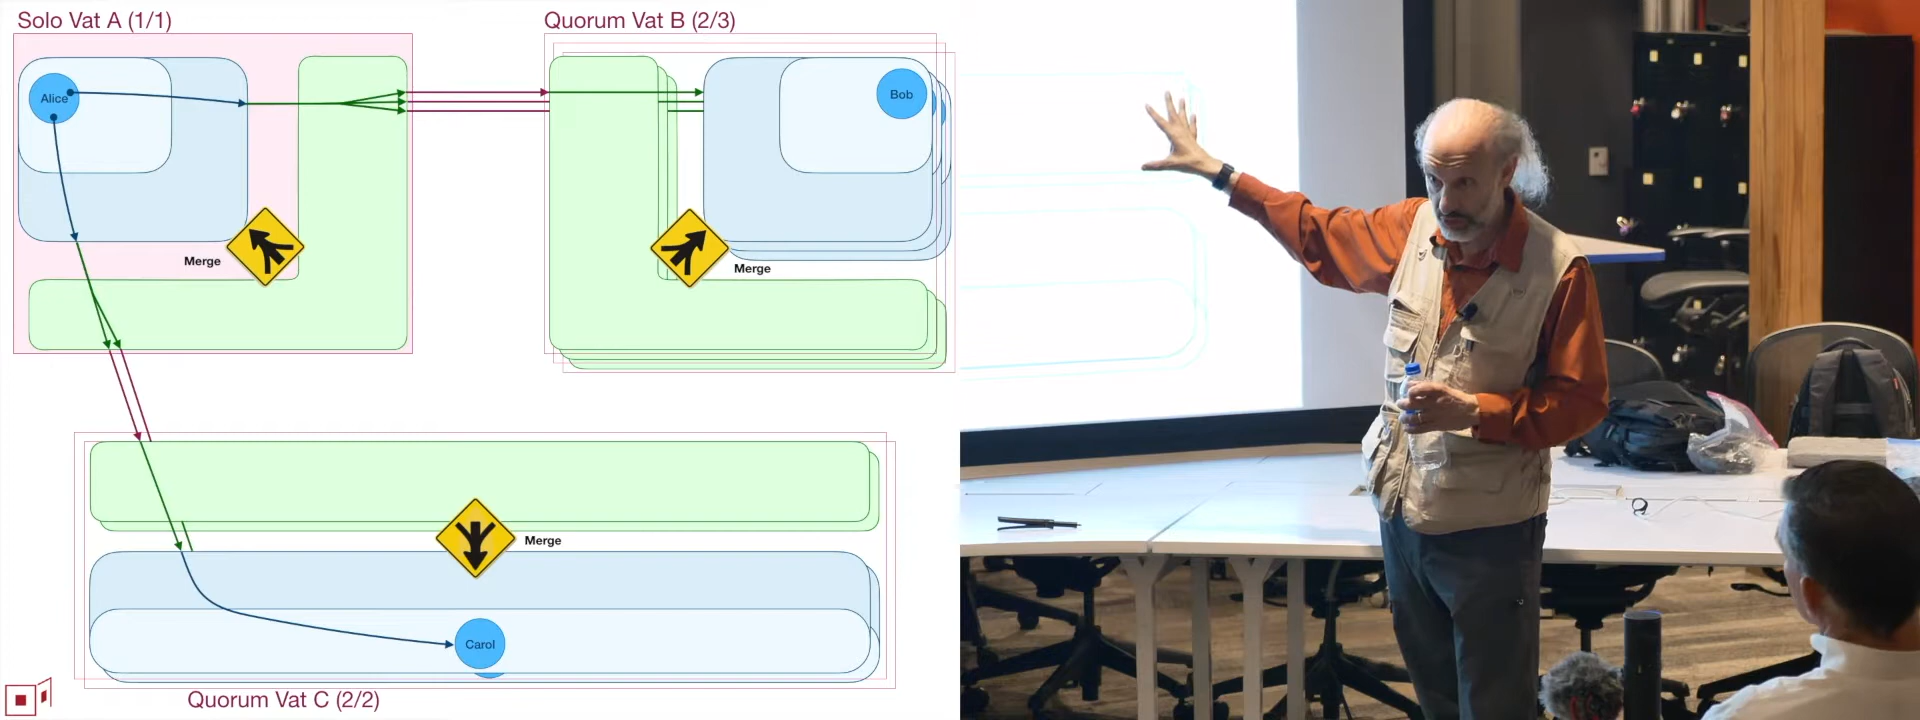 Solo Vat A (1/1)
Quorum Vat B (2/3)
Alice
Bob
Merge
Merge
Merge
Carol
Quorum Vat C (2/2)